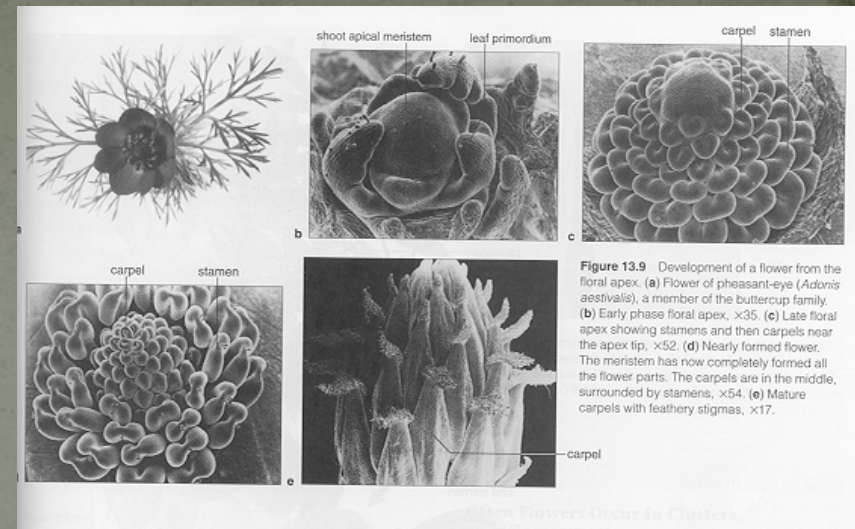 shoot apical meristem
leaf primordium
carpel stamen
b
c
carpel
stamen
e
carpel
Figure 13.9 Development of a flower from the
floral apex. (a) Flower of pheasant-eye (Adonis
aestivalis), a member of the buttercup family.
(b) Early phase floral apex, ×35. (c) Late floral
apex showing stamens and then carpels near
the apex tip, ×52. (d) Nearly formed flower.
The meristem has now completely formed all
the flower parts. The carpels are in the middle,
surrounded by stamens, ×54. (e) Mature
carpels with feathery stigmas, ×17.